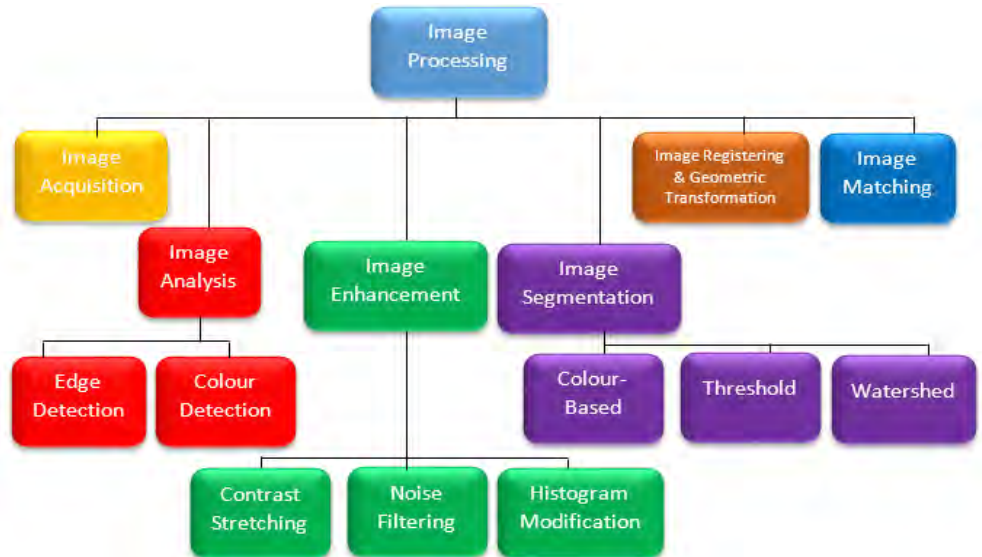 Image
Processing
Image
Acquisition
Image Registering
& Geometric
Transformation
Image
Matching
Image
Analysis
Image
Enhancement
Image
Segmentation
Edge
Detection
Colour
Detection
Colour-
Based
Threshold
Watershed
Contrast
Stretching
Noise
Filtering
Histogram
Modification